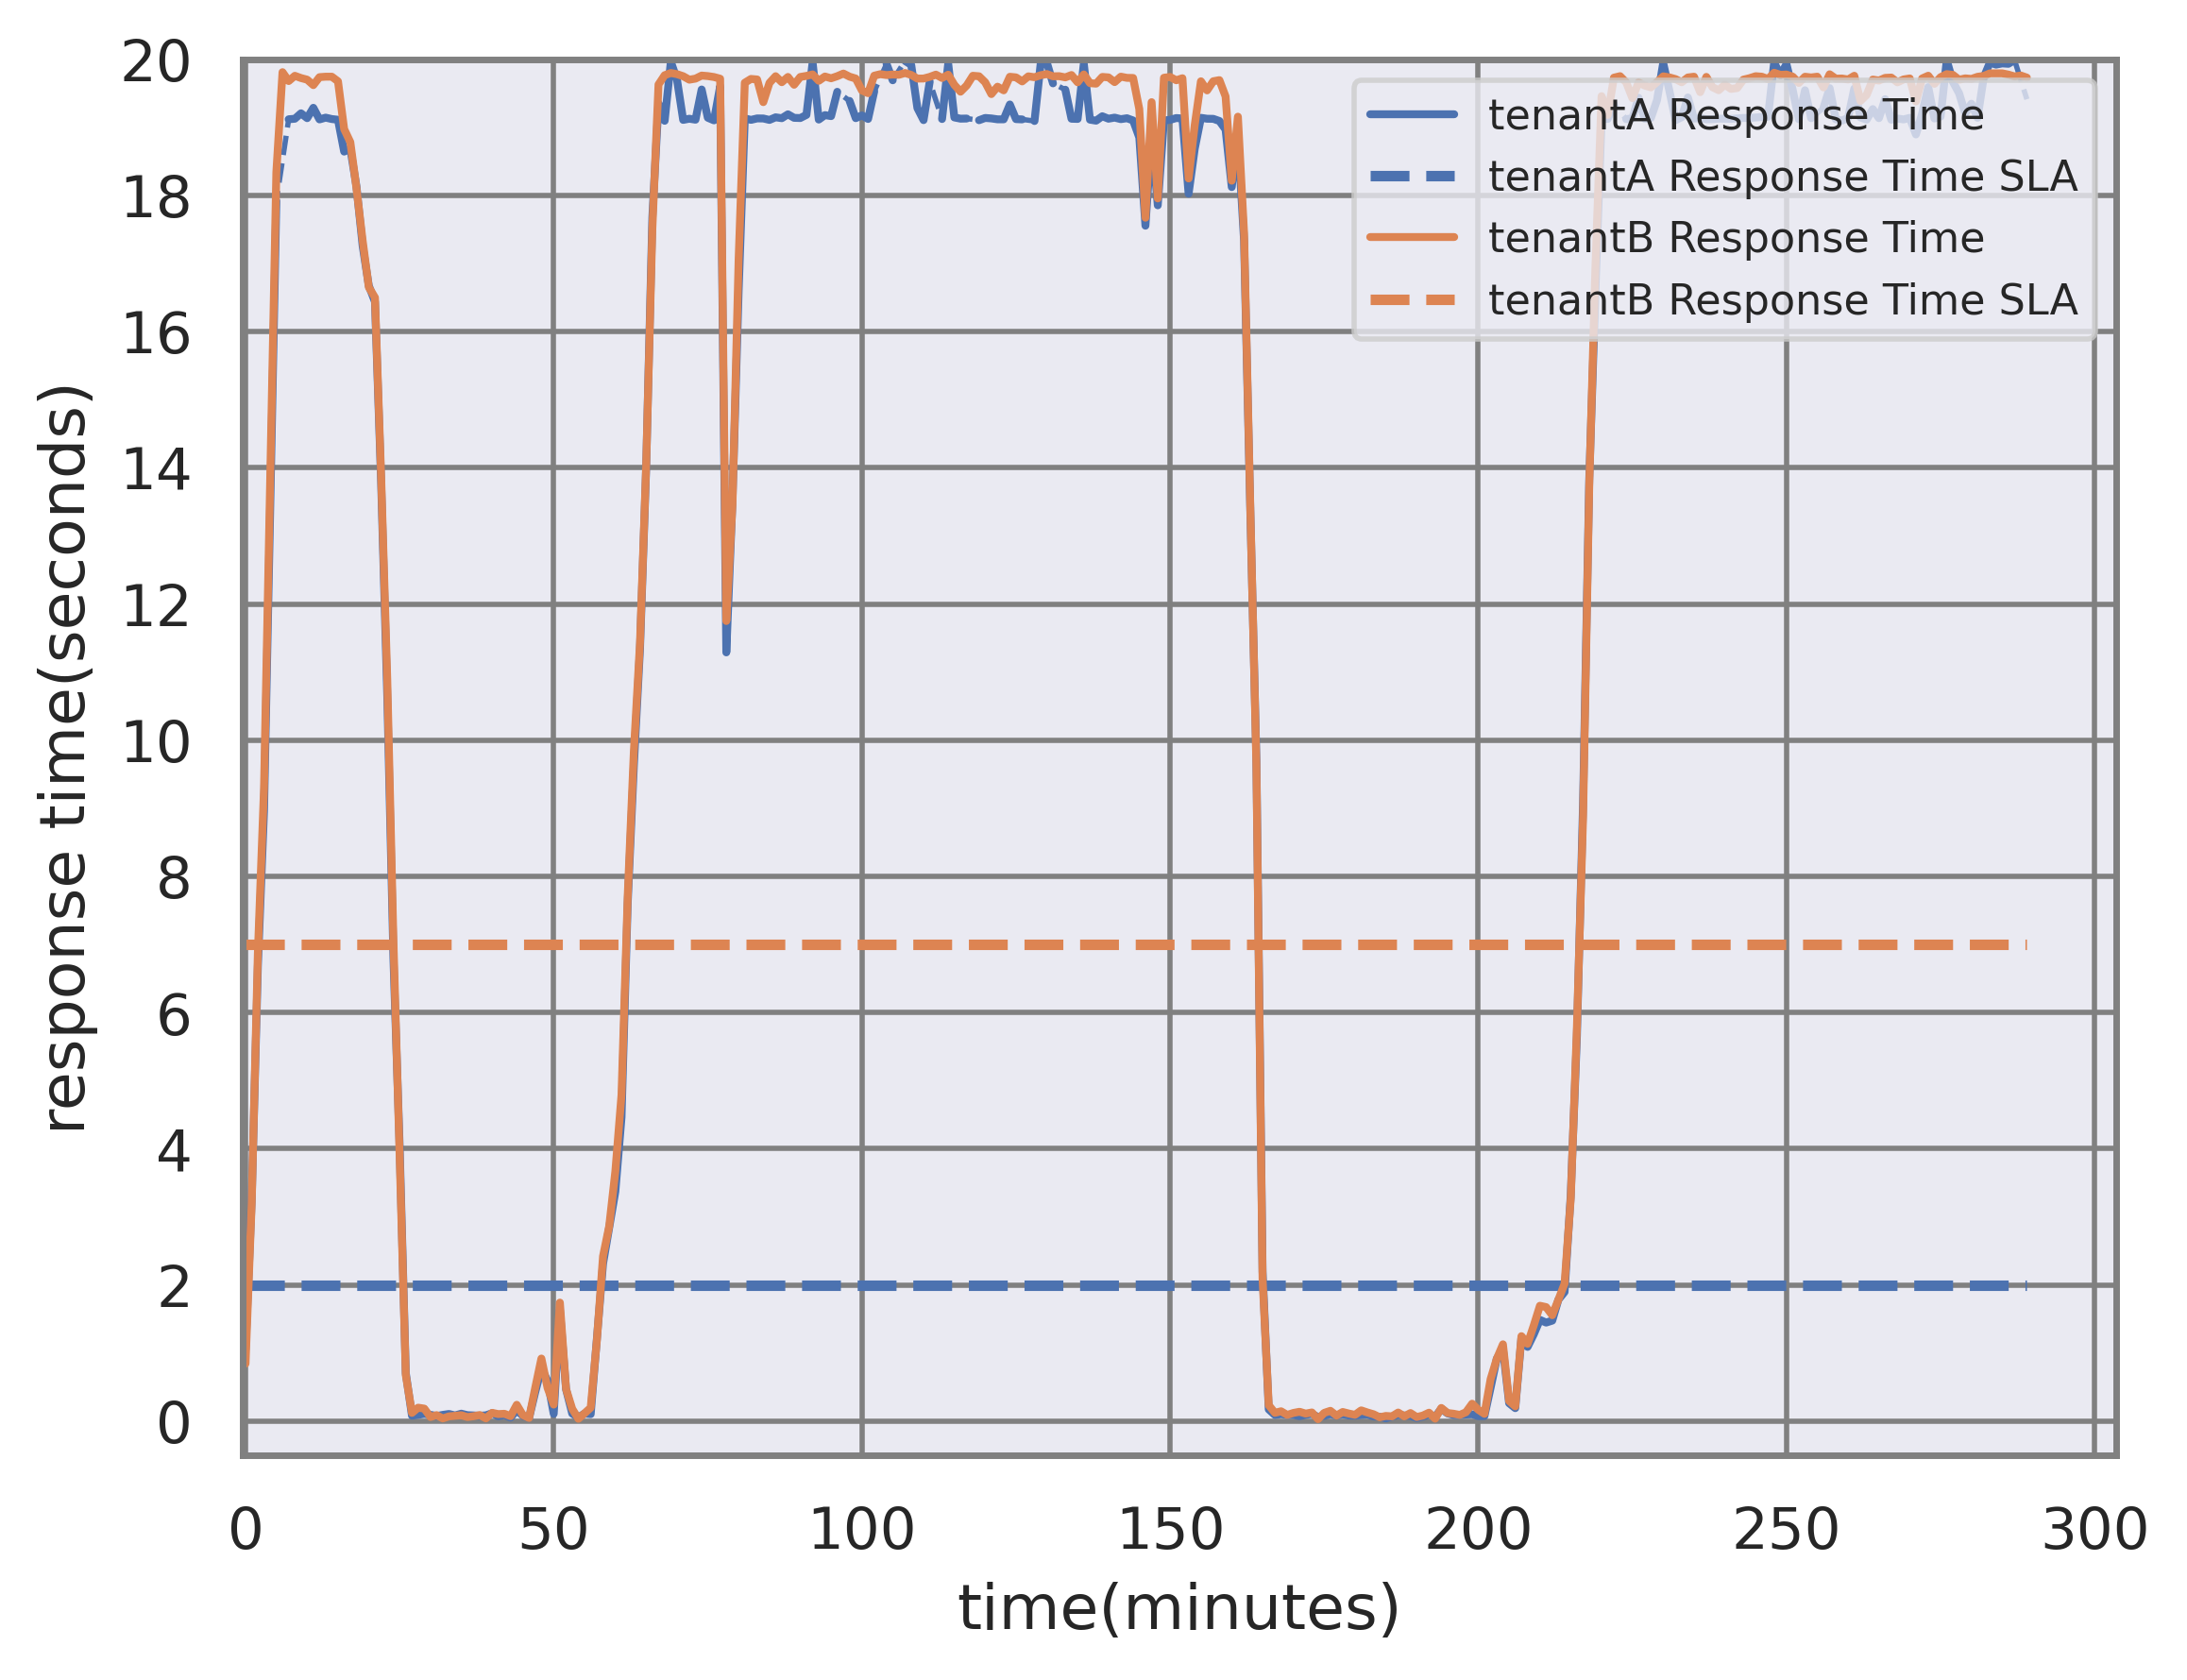 20
18
16
14
12
10
8
6
4
2
0
response time(seconds)
tenantA Response Time
tenantA Response Time SLA
tenantB Response Time
tenantB Response Time SLA
0 50 100 150 200 250 300
time(minutes)